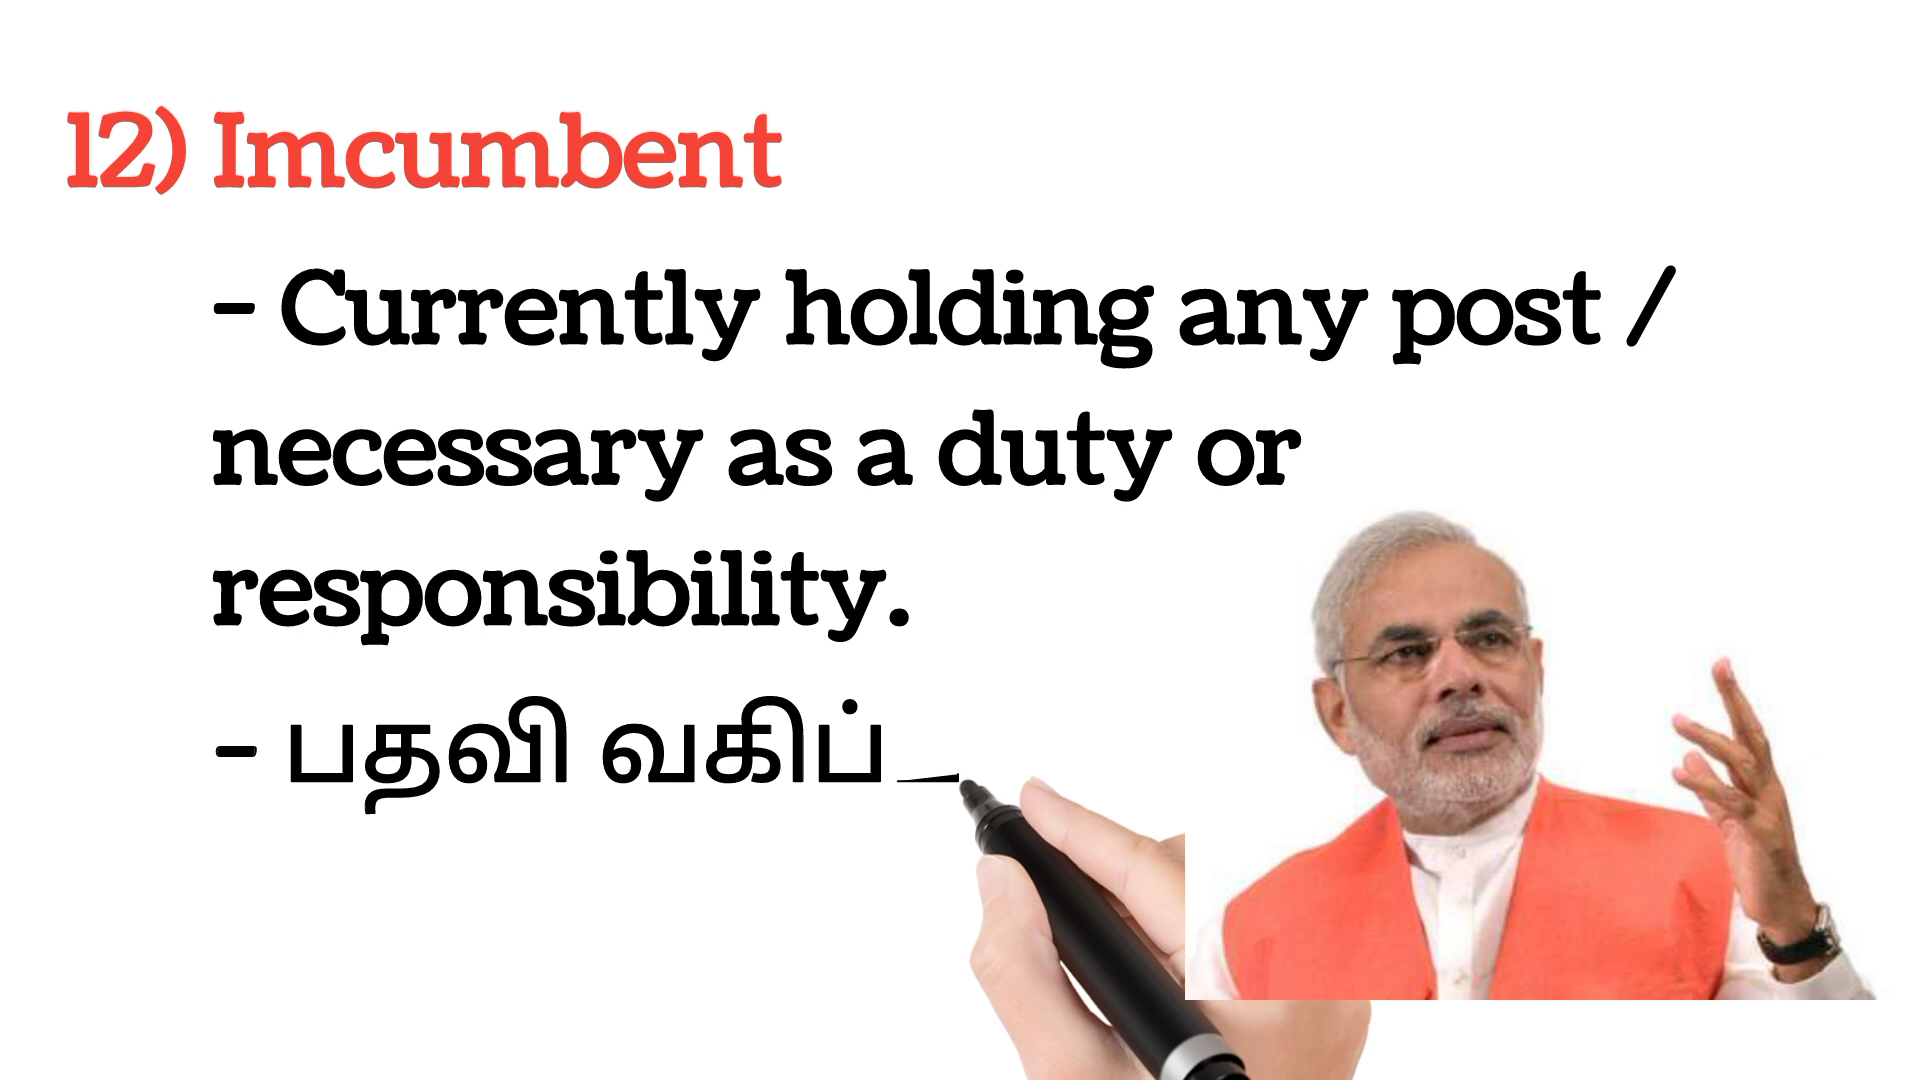 12) Imcumbent
- Currently holding any post /
necessary as a duty or
responsibility.
- பதவி வகிப்